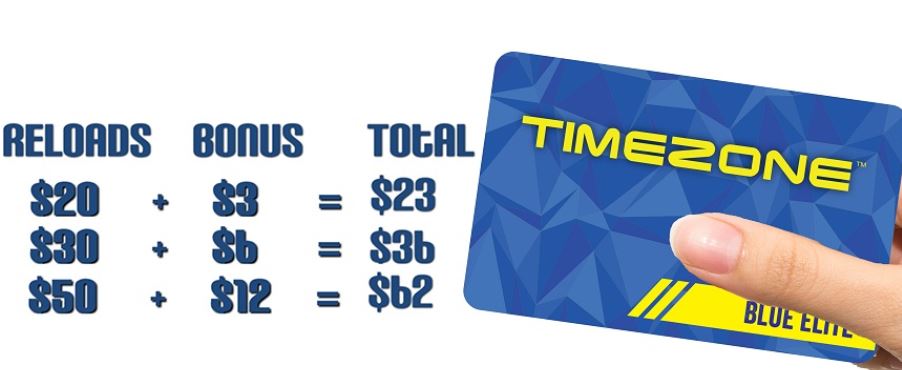 RELOADS BONUS TOTAL
$20 + $3 = $23
$30 + $6 = $36
$50 + $12 = $62
TIMEZONE™
BLUE ELITE